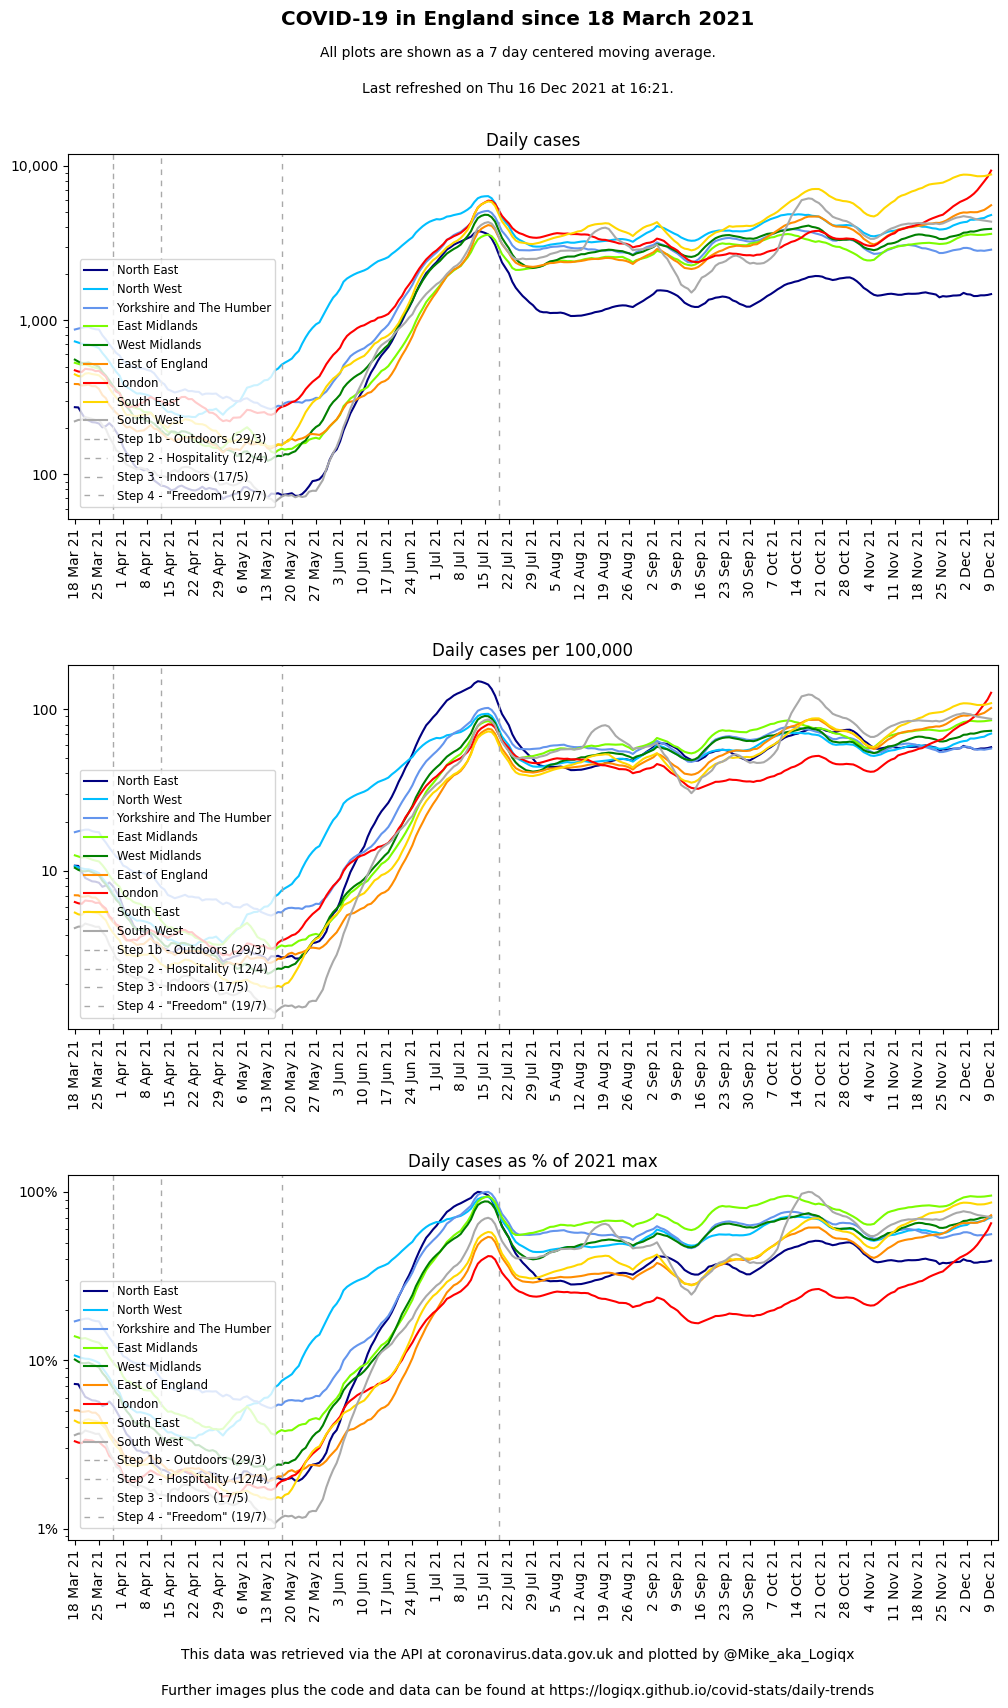 COVID-19 in England since 18 March 2021
All plots are shown as a 7 day centered moving average.
Last refreshed on Thu 16 Dec 2021 at 16:21.
Daily cases
10,000
1,000
100
North East
North West
Yorkshire and The Humber
East Midlands
West Midlands
East of England
London
South East
South West
Step 1b - Outdoors (29/3)
Step 2 - Hospitality (12/4)
Step 3 - Indoors (17/5)
Step 4 - "Freedom" (19/7)
18 Mar 21
25 Mar 21
1 Apr 21
8 Apr 21
15 Apr 21
22 Apr 21
29 Apr 21
6 May 21
13 May 21
20 May 21
27 May 21
3 Jun 21
10 Jun 21
17 Jun 21
24 Jun 21
1 Jul 21
8 Jul 21
15 Jul 21
22 Jul 21
29 Jul 21
5 Aug 21
12 Aug 21
19 Aug 21
26 Aug 21
2 Sep 21
9 Sep 21
16 Sep 21
23 Sep 21
30 Sep 21
7 Oct 21
14 Oct 21
21 Oct 21
28 Oct 21
4 Nov 21
11 Nov 21
18 Nov 21
25 Nov 21
2 Dec 21
9 Dec 21
Daily cases per 100,000
100
10
North East
North West
Yorkshire and The Humber
East Midlands
West Midlands
East of England
London
South East
South West
Step 1b - Outdoors (29/3)
Step 2 - Hospitality (12/4)
Step 3 - Indoors (17/5)
Step 4 - "Freedom" (19/7)
18 Mar 21
25 Mar 21
1 Apr 21
8 Apr 21
15 Apr 21
22 Apr 21
29 Apr 21
6 May 21
13 May 21
20 May 21
27 May 21
3 Jun 21
10 Jun 21
17 Jun 21
24 Jun 21
1 Jul 21
8 Jul 21
15 Jul 21
22 Jul 21
29 Jul 21
5 Aug 21
12 Aug 21
19 Aug 21
26 Aug 21
2 Sep 21
9 Sep 21
16 Sep 21
23 Sep 21
30 Sep 21
7 Oct 21
14 Oct 21
21 Oct 21
28 Oct 21
4 Nov 21
11 Nov 21
18 Nov 21
25 Nov 21
2 Dec 21
9 Dec 21
Daily cases as % of 2021 max
100%
10%
1%
North East
North West
Yorkshire and The Humber
East Midlands
West Midlands
East of England
London
South East
South West
Step 1b - Outdoors (29/3)
Step 2 - Hospitality (12/4)
Step 3 - Indoors (17/5)
Step 4 - "Freedom" (19/7)
18 Mar 21
25 Mar 21
1 Apr 21
8 Apr 21
15 Apr 21
22 Apr 21
29 Apr 21
6 May 21
13 May 21
20 May 21
27 May 21
3 Jun 21
10 Jun 21
17 Jun 21
24 Jun 21
1 Jul 21
8 Jul 21
15 Jul 21
22 Jul 21
29 Jul 21
5 Aug 21
12 Aug 21
19 Aug 21
26 Aug 21
2 Sep 21
9 Sep 21
16 Sep 21
23 Sep 21
30 Sep 21
7 Oct 21
14 Oct 21
21 Oct 21
28 Oct 21
4 Nov 21
11 Nov 21
18 Nov 21
25 Nov 21
2 Dec 21
9 Dec 21
This data was retrieved via the API at coronavirus.data.gov.uk and plotted by @Mike_aka_Logiqx
Further images plus the code and data can be found at https://logiqx.github.io/covid-stats/daily-trends